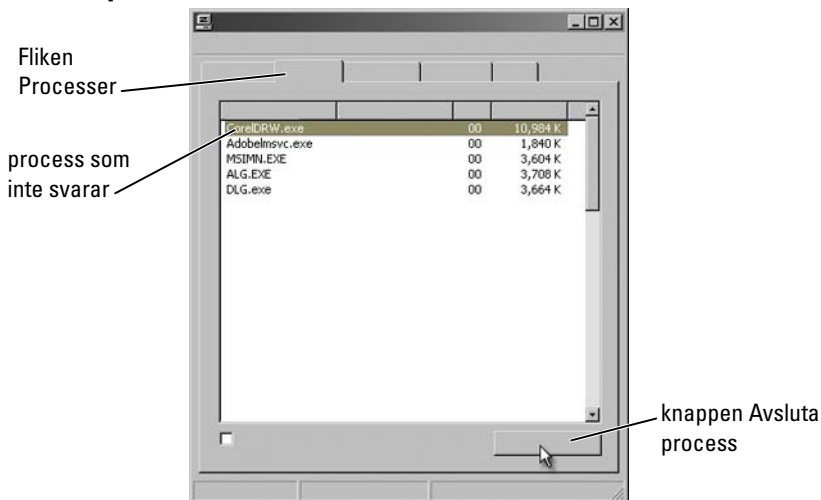 Fliken
Processer
process som
inte svarar
CorelDRW.exe 00 10,984 K
Adobelmsvc.exe 00 1,840 K
MSIMN.EXE 00 3,604 K
ALG.EXE 00 3,708 K
DLG.exe 00 3,664 K
knappen Avsluta
process